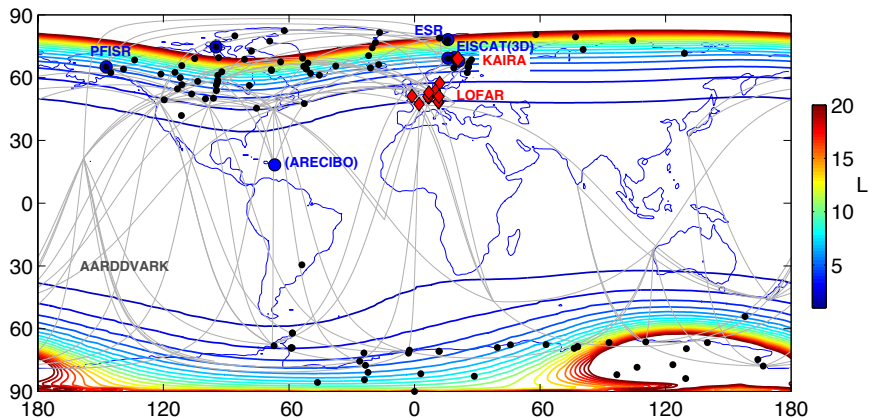 90
ESR
PFISR
EISCAT(3D)
KAIRA
60
LOFAR
20
30
15
(ARECIBO)
L
0
10
AARDDVARK
30
5
60
90
180 120 60 0 60 120 180